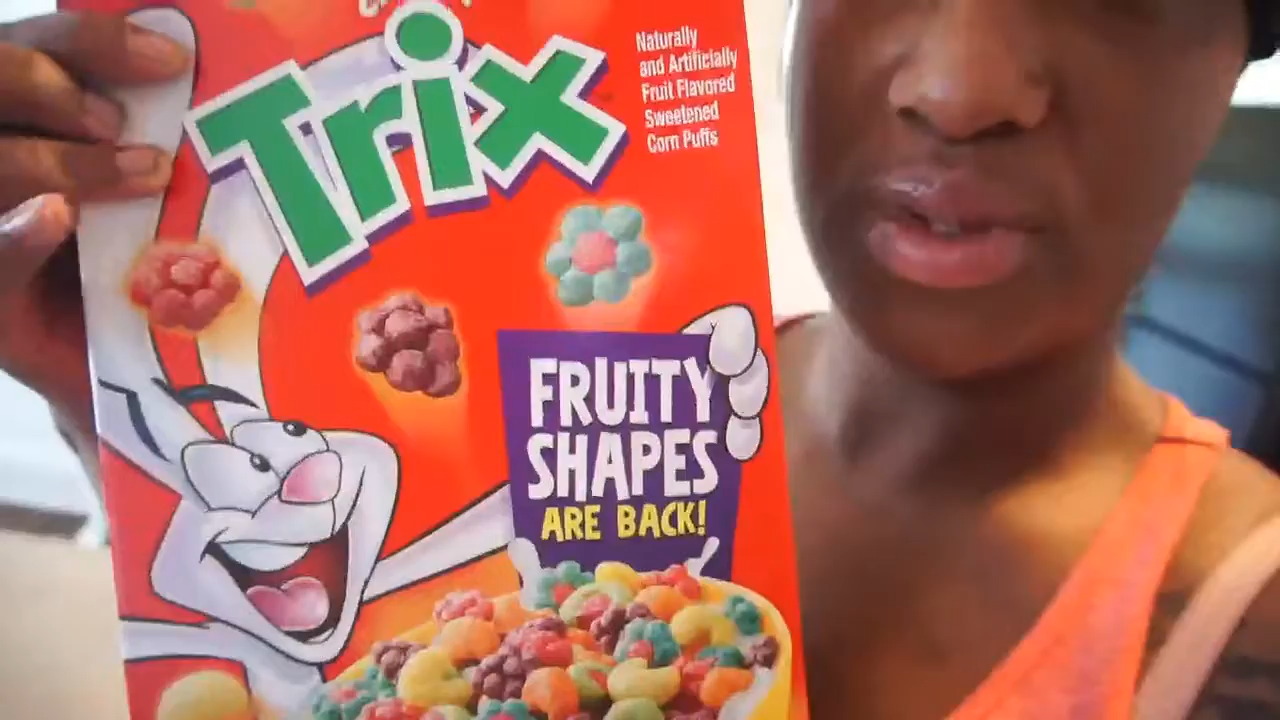 Trix
Naturally
and Artificially
Fruit Flavored
Sweetened
Corn Puffs
FRUITY
SHAPES
ARE BACK!